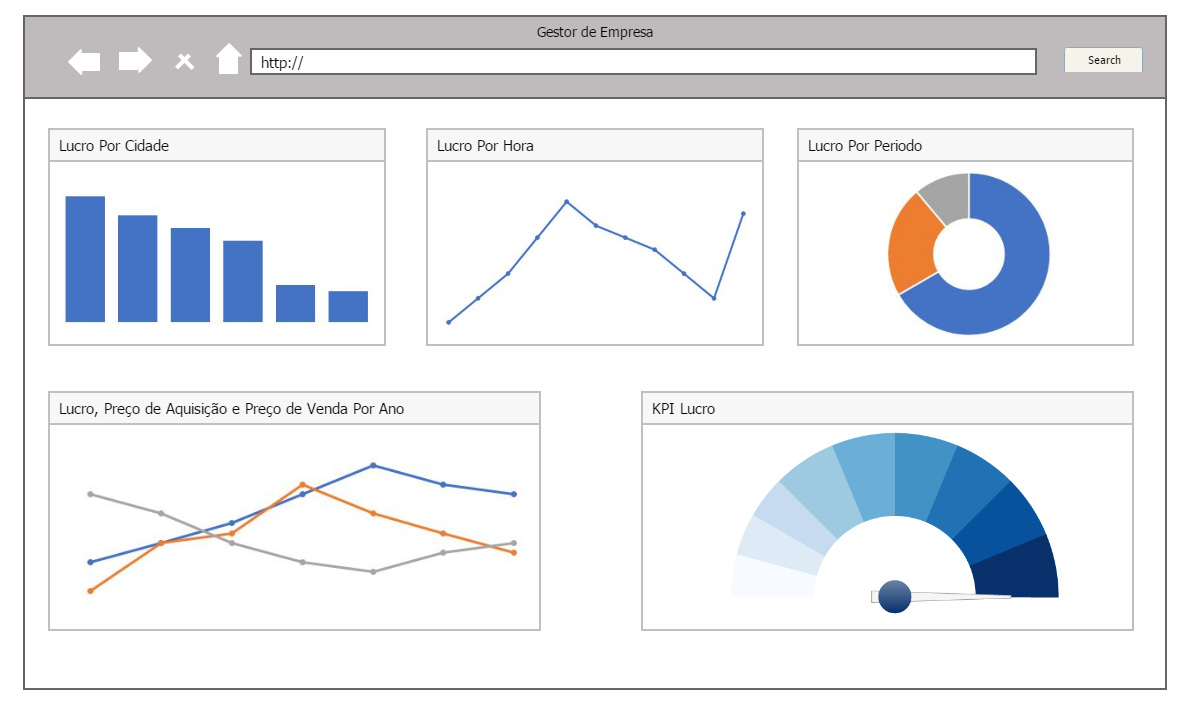 Gestor de Empresa
http://
Search
Lucro Por Cidade
Lucro Por Hora
Lucro Por Periodo
Lucro, Preço de Aquisição e Preço de Venda Por Ano
KPI Lucro